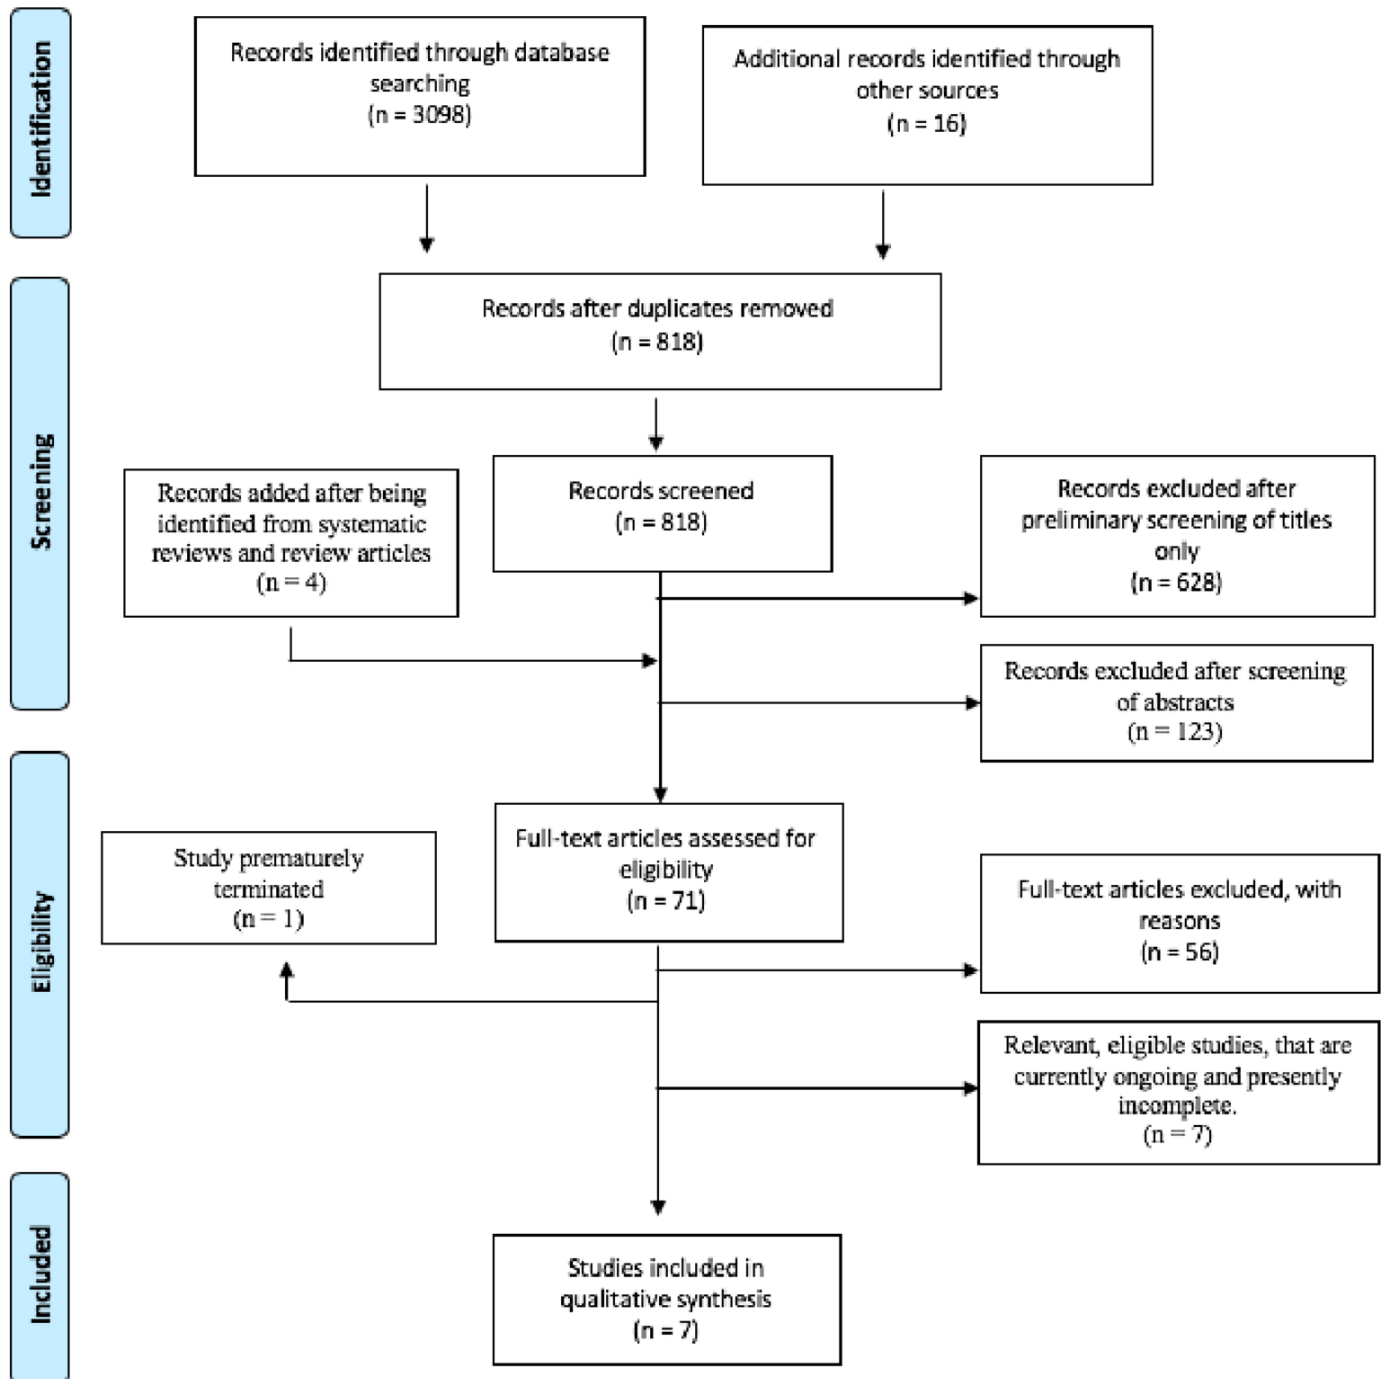 Identification
Records identified through database
searching
(n = 3098)
Additional records identified through
other sources
(n = 16)
Screening
Records after duplicates removed
(n = 818)
Records added after being
identified from systematic
reviews and review articles
(n = 4)
Records screened
(n = 818)
Records excluded after
preliminary screening of titles
only
(n = 628)
Records excluded after screening
of abstracts
(n = 123)
Eligibility
Study prematurely
terminated
(n = 1)
Full-text articles assessed for
eligibility
(n = 71)
Full-text articles excluded, with
reasons
(n = 56)
Relevant, eligible studies, that are
currently ongoing and presently
incomplete.
(n = 7)
Included
Studies included in
qualitative synthesis
(n = 7)